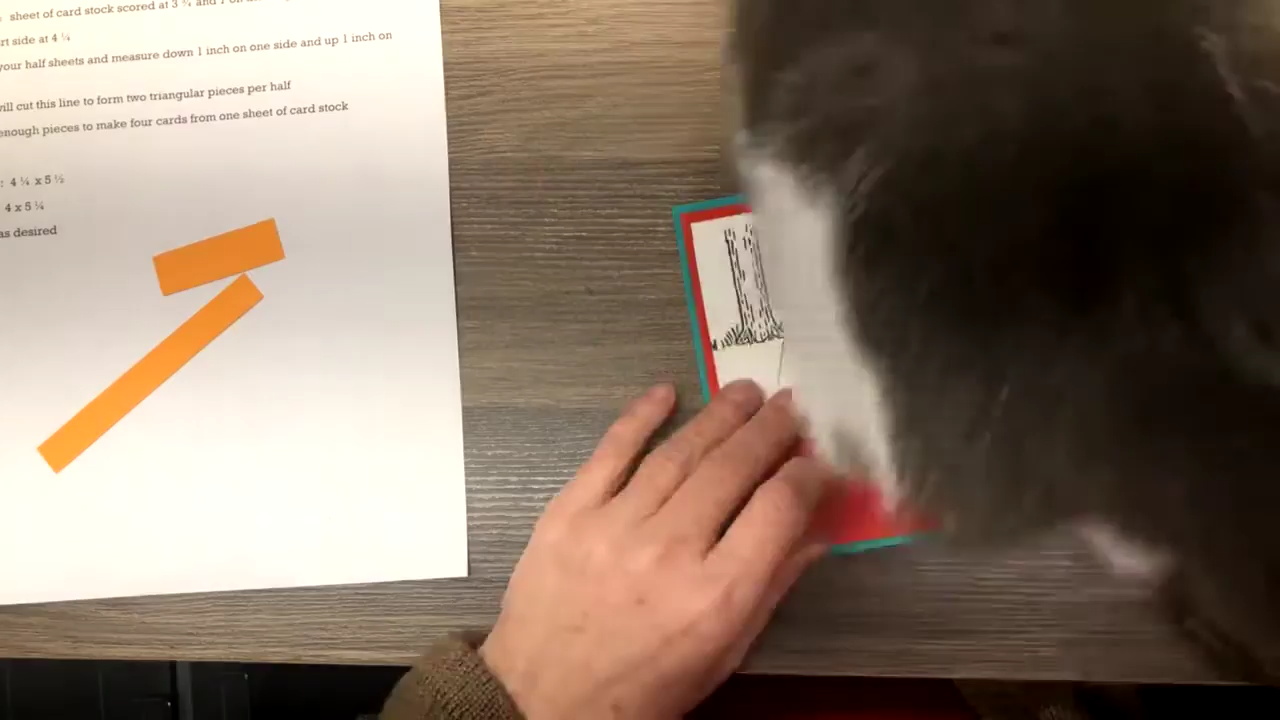 sheet of card stock scored at 3 ¼ and
rt side at 4 ¼
your half sheets and measure down 1 inch on one side and up 1 inch on
ill cut this line to form two triangular pieces per half
enough pieces to make four cards from one sheet of card stock
: 4 ¼ x 5 ½
4 x 5 ¼
as desired